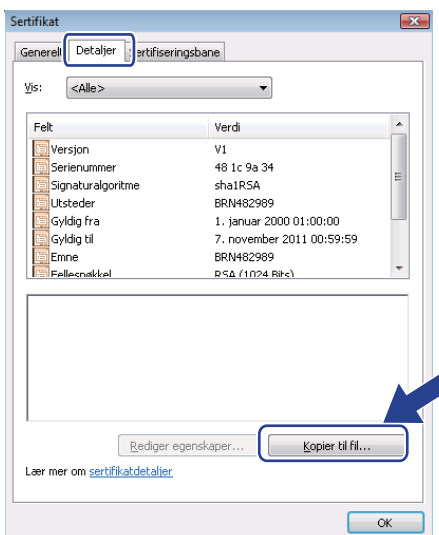 Sertifikat
Generelt Detaljer Sertifiseringsbane
Vis: <Alle>
Felt Verdi
Versjon V1
Serienummer 48 1c 9a 34
Signaturalgoritme sha1RSA
Utsteder BRN482989
Gyldig fra 1. januar 2000 01:00:00
Gyldig til 7. november 2011 00:59:59
Emne BRN482989
Fellesnøkkel RSA (1024 Bits)
Rediger egenskaper...
Kopier til fil...
Lær mer om sertifikatdetaljer
OK